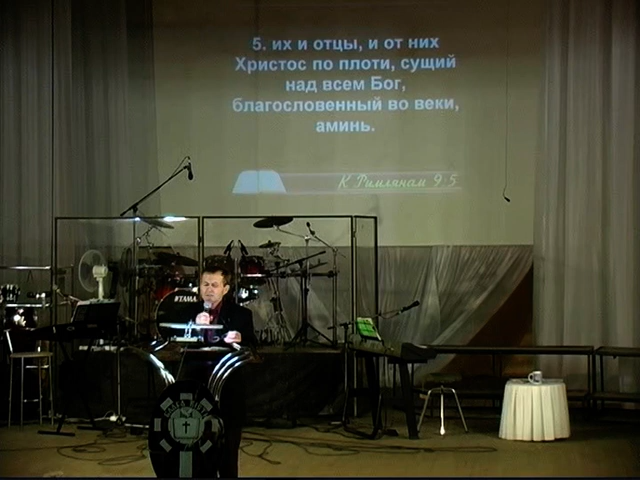 5. их и отцы, и от них
Христос по плоти, сущий
над всем Бог,
благословенный во веки,
аминь.
К Римлянам 9:5
TAMA